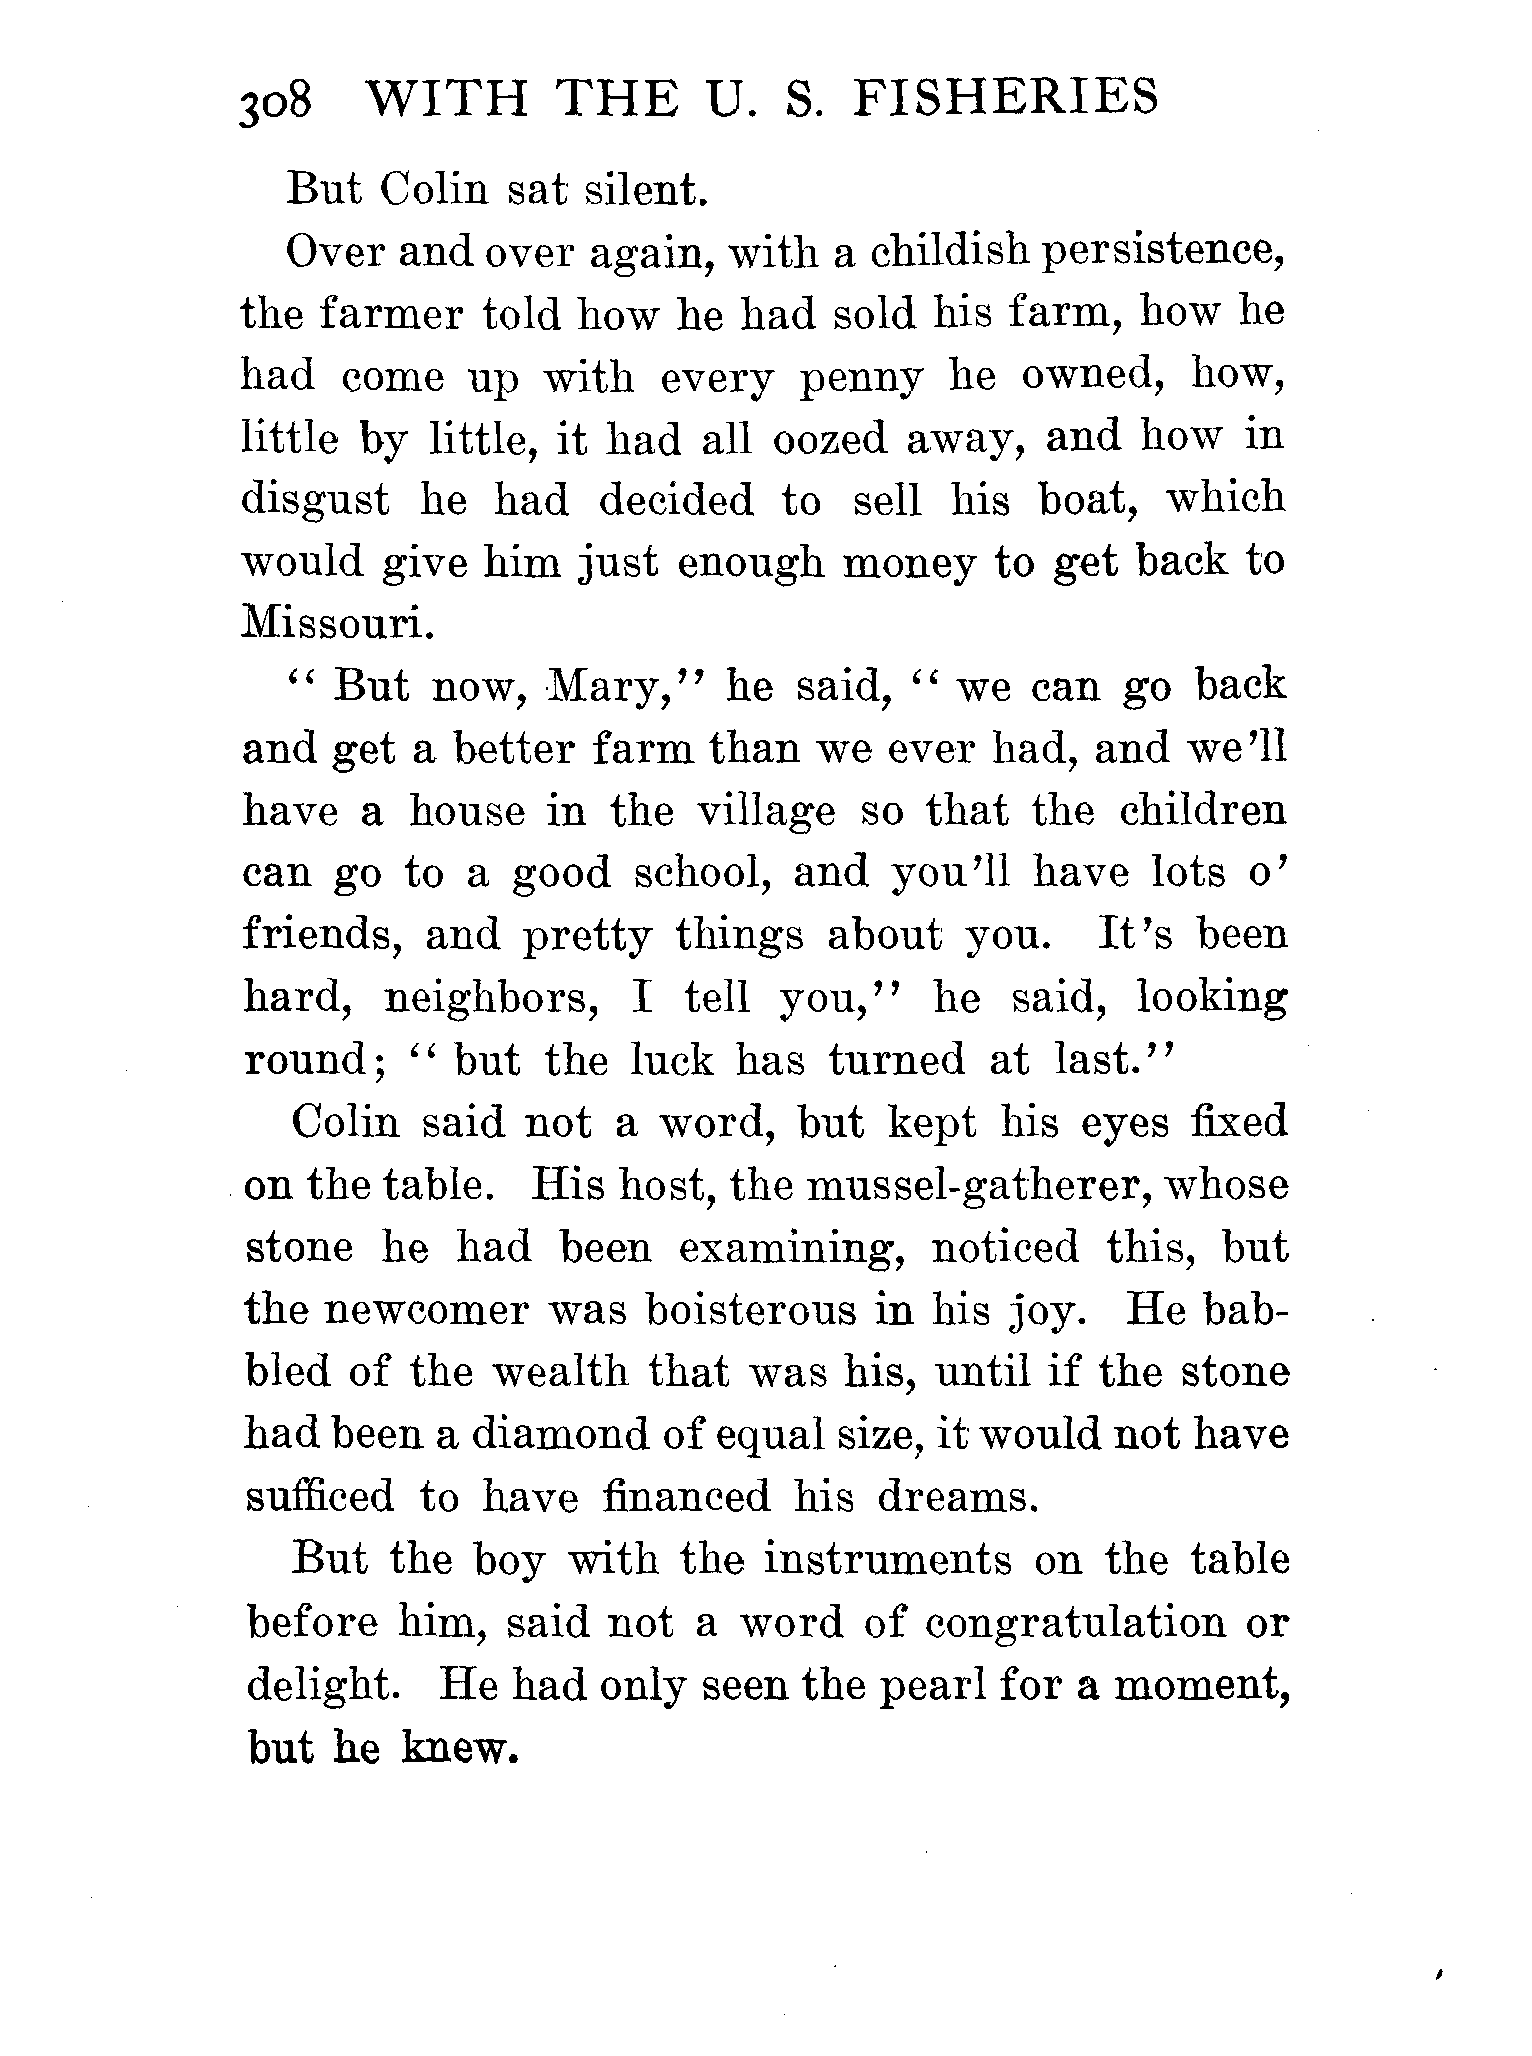 308 WITH THE U. S. FISHERIES
But Colin sat silent.
Over and over again, with a childish persistence,
the farmer told how he had sold his farm, how he
had come up with every penny he owned, how,
little by little, it had all oozed away, and how in
disgust he had decided to sell his boat, which
would give him just enough money to get back to
Missouri.
“ But now, Mary,” he said, “ we can go back
and get a better farm than we ever had, and we’ll
have a house in the village so that the children
can go to a good school, and you’ll have lots o’
friends, and pretty things about you. It’s been
hard, neighbors, I tell you,” he said, looking
round; “ but the luck has turned at last.”
Colin said not a word, but kept his eyes fixed
on the table. His host, the mussel-gatherer, whose
stone he had been examining, noticed this, but
the newcomer was boisterous in his joy. He bab-
bled of the wealth that was his, until if the stone
had been a diamond of equal size, it would not have
sufficed to have financed his dreams.
But the boy with the instruments on the table
before him, said not a word of congratulation or
delight. He had only seen the pearl for a moment,
but he knew.